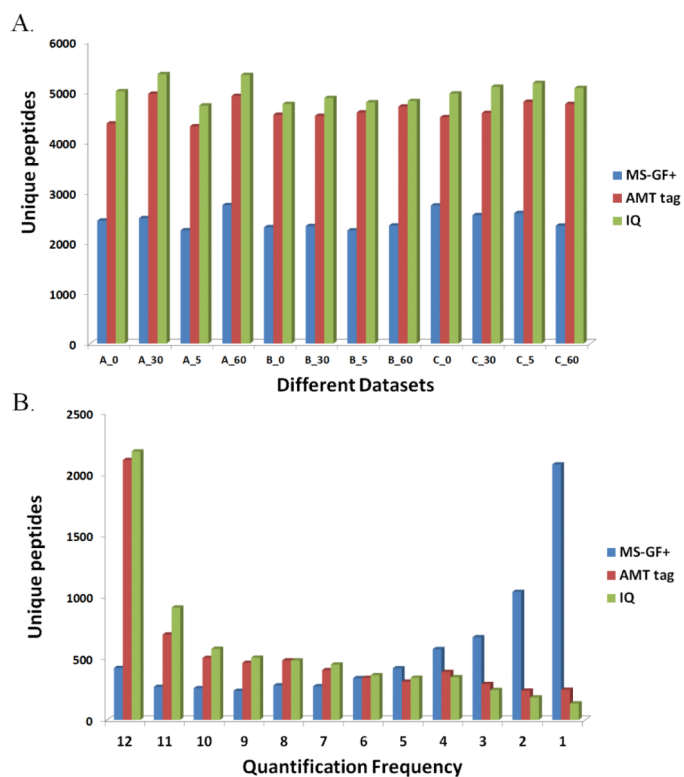 A.
6000
5000
4000
3000
2000
1000
0
Unique peptides
A_0 A_30 A_5 A_60 B_0 B_30 B_5 B_60 C_0 C_30 C_5 C_60
Different Datasets
MS-GF+
AMT tag
IQ
B.
2500
2000
1500
1000
500
0
Unique peptides
12 11 10 9 8 7 6 5 4 3 2 1
Quantification Frequency
MS-GF+
AMT tag
IQ